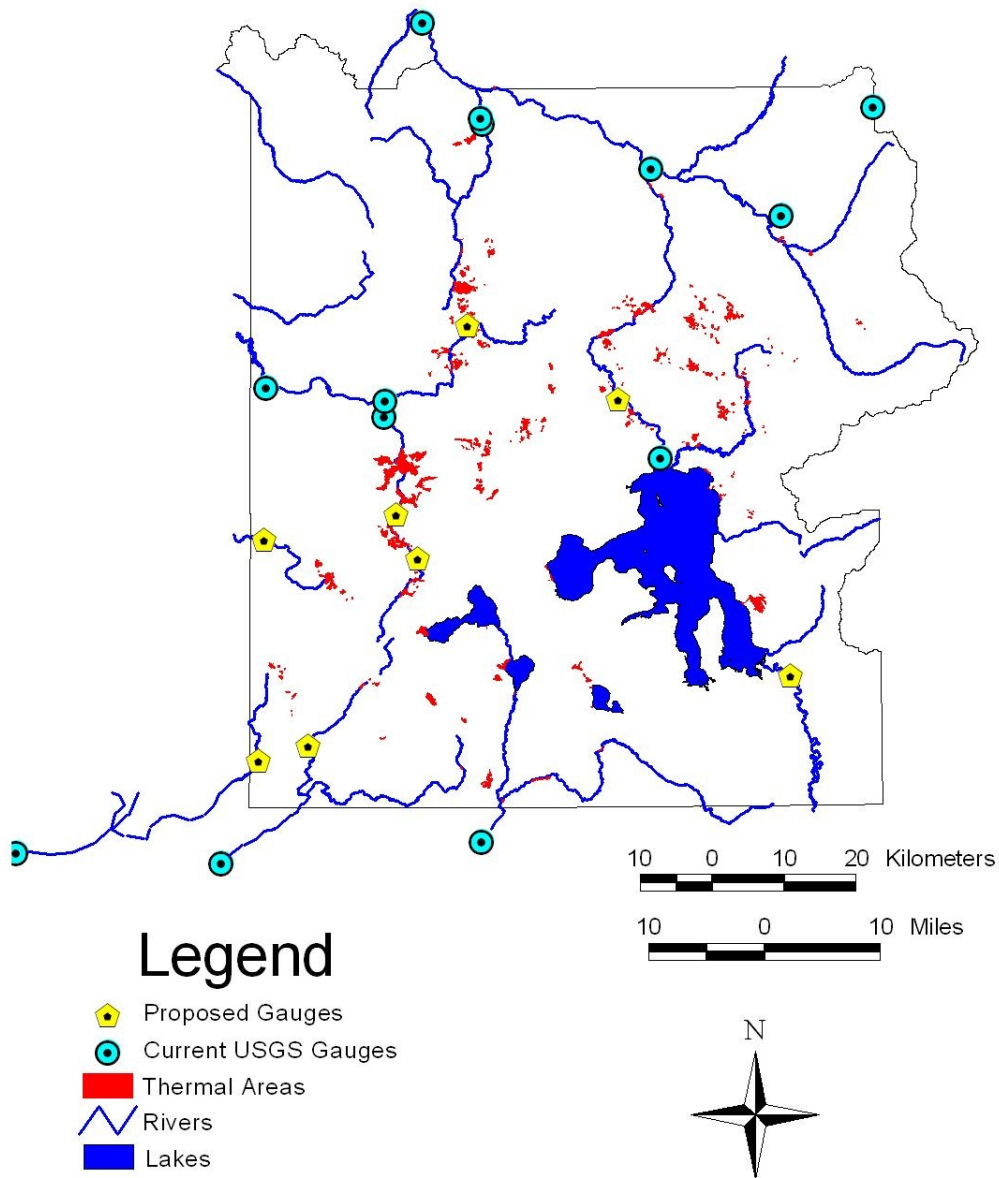 10 0 10 20 Kilometers
10 0 10 Miles
Legend
Proposed Gauges
Current USGS Gauges
Thermal Areas
Rivers
Lakes
N